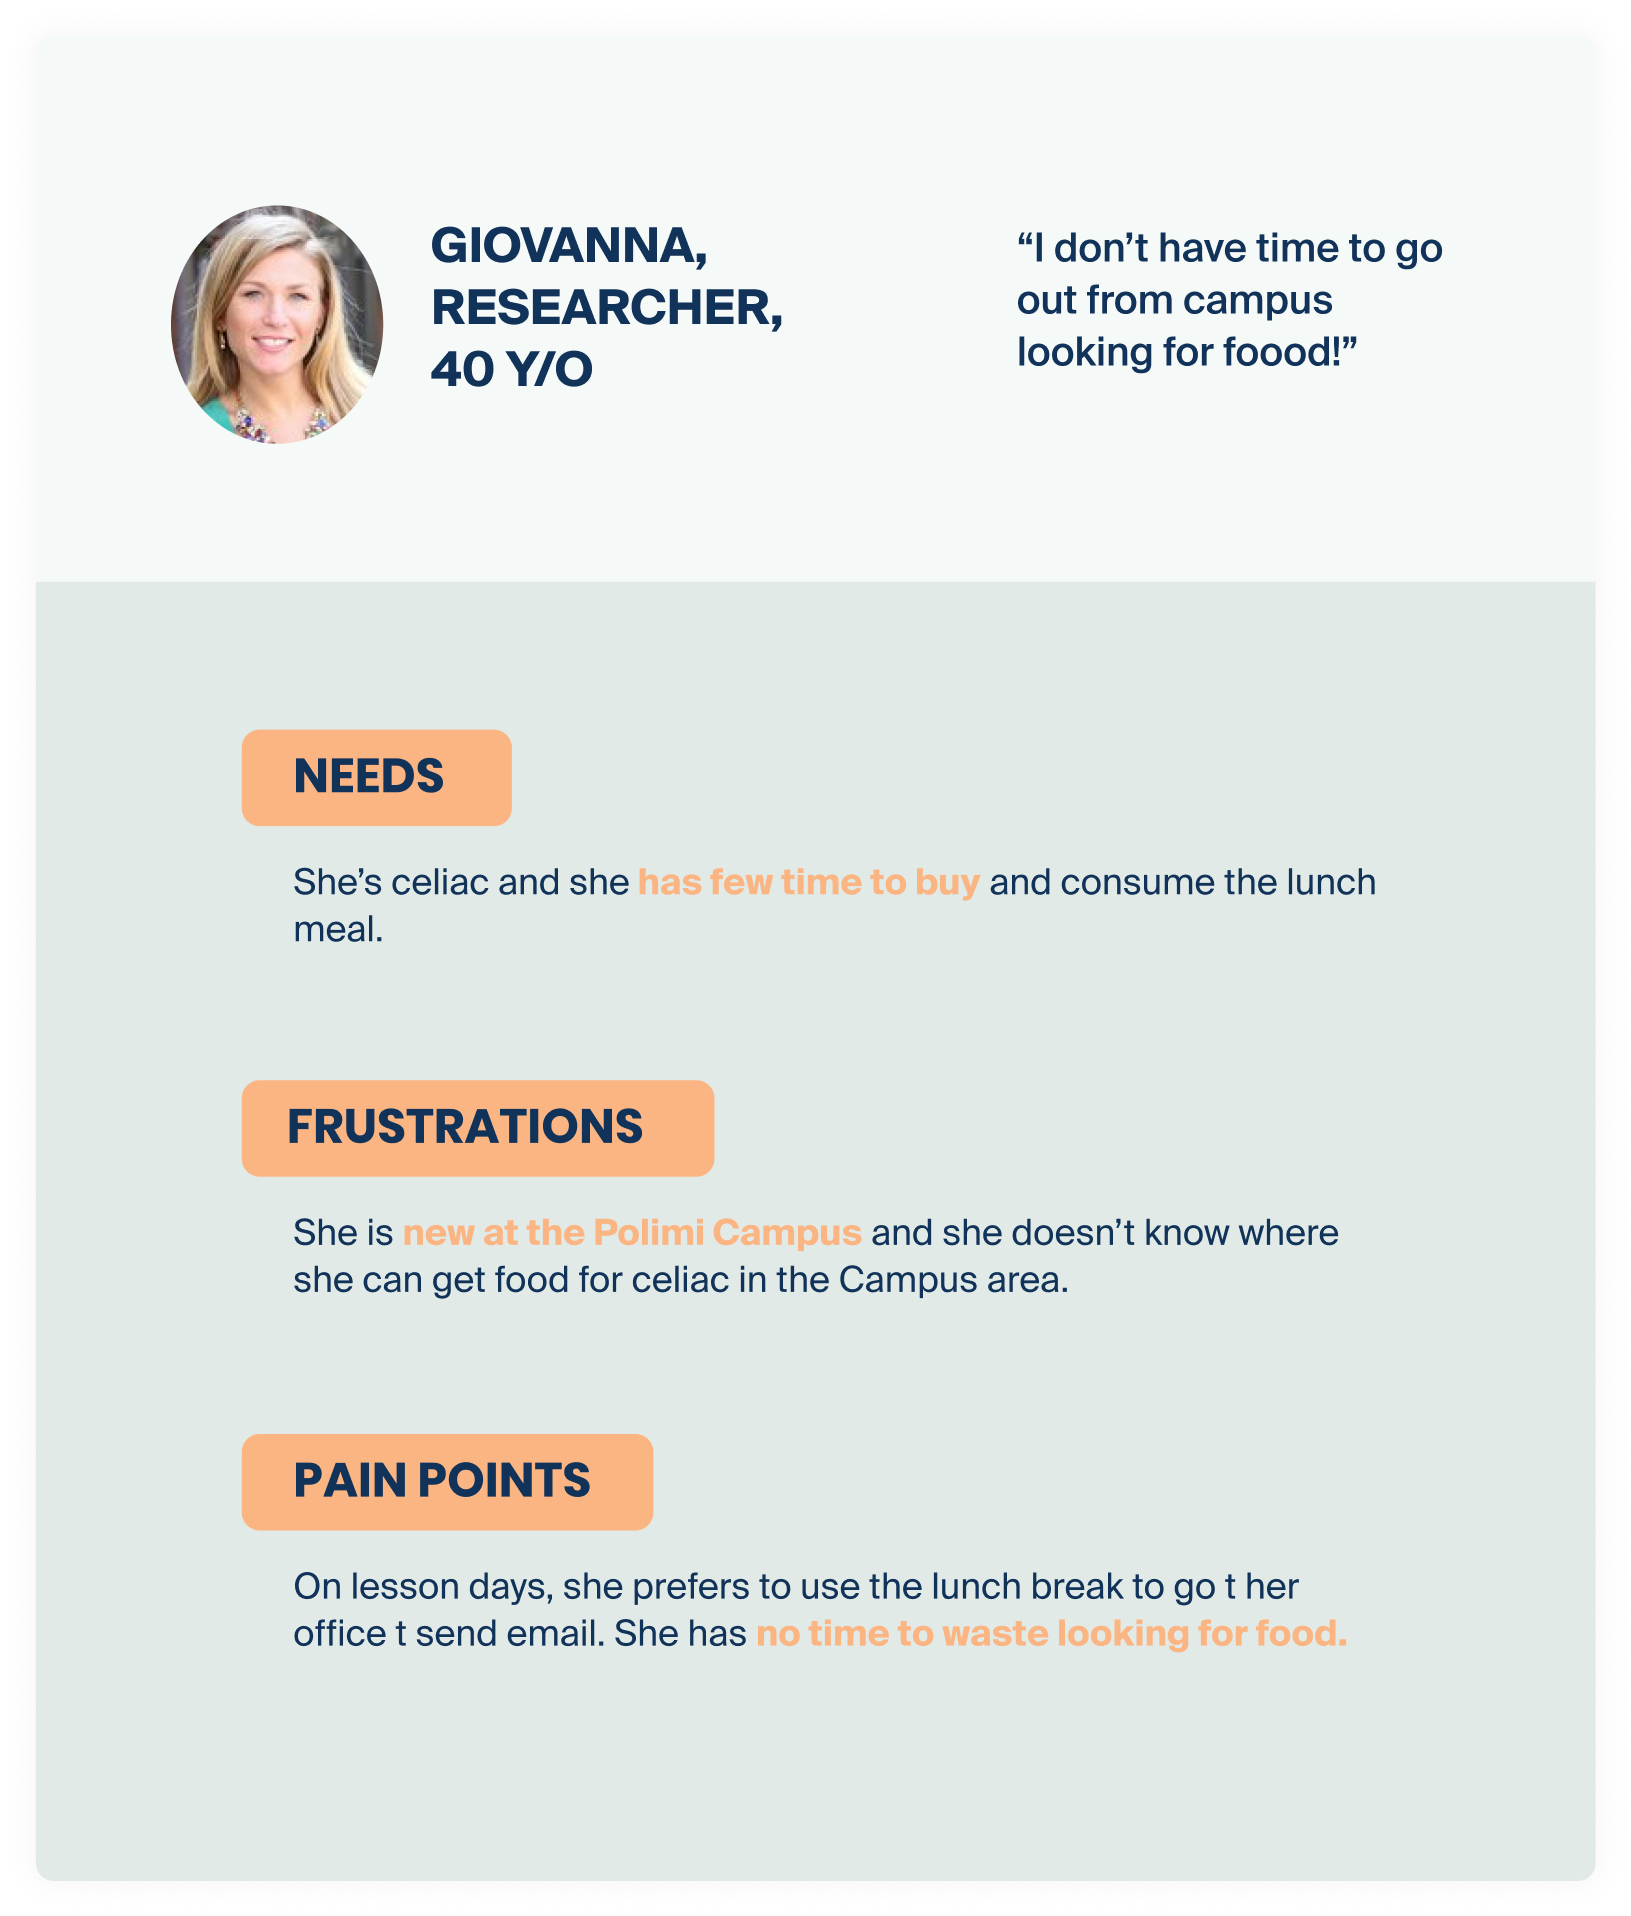 GIOVANNA,
RESEARCHER,
40 Y/O
“I don’t have time to go
out from campus
looking for foood!”
NEEDS
She’s celiac and she has few time to buy and consume the lunch
meal.
FRUSTRATIONS
She is new at the Polimi Campus and she doesn’t know where
she can get food for celiac in the Campus area.
PAIN POINTS
On lesson days, she prefers to use the lunch break to go t her
office t send email. She has no time to waste looking for food.